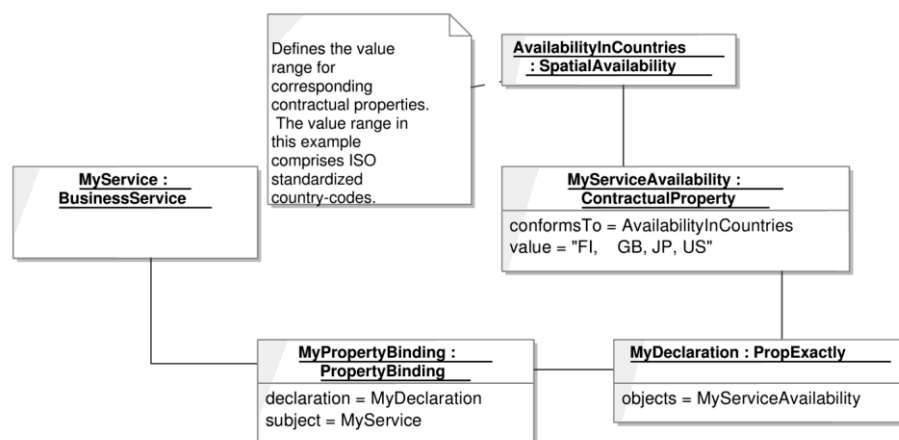 Defines the value
range for
corresponding
contractual properties.
The value range in
this example
comprises ISO
standardized
country-codes.
AvailabilityInCountries
: SpatialAvailability
MyService :
BusinessService
MyServiceAvailability :
ContractualProperty
conformsTo = AvailabilityInCountries
value = "FI, GB, JP, US"
MyPropertyBinding :
PropertyBinding
declaration = MyDeclaration
subject = MyService
MyDeclaration : PropExactly
objects = MyServiceAvailability